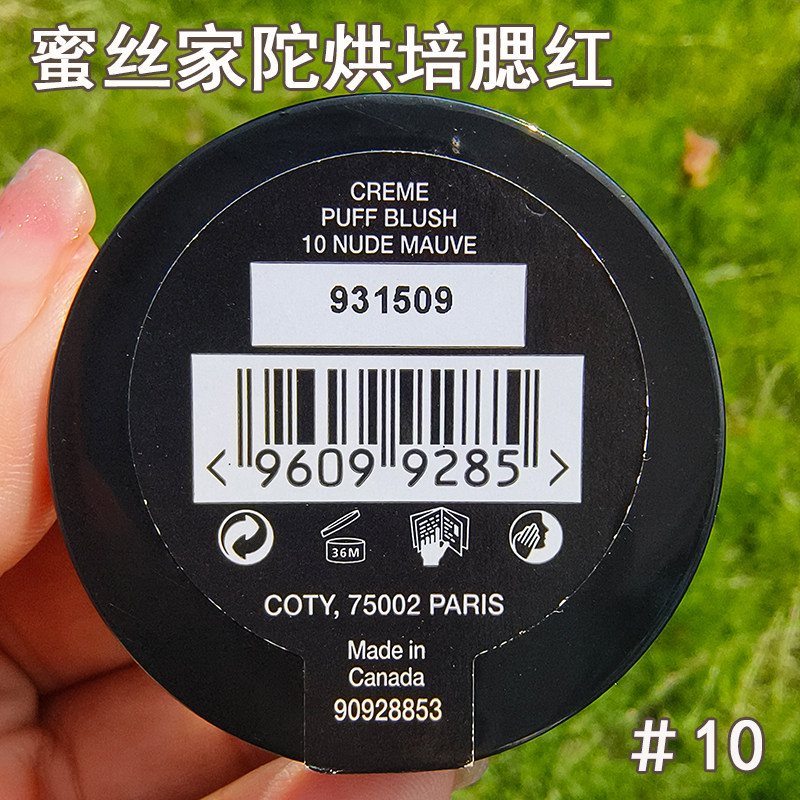 蜜丝家陀烘培腮红
CREME
PUFF BLUSH
10 NUDE MAUVE
931509
< 9609 9285 >
36M
COTY, 75002 PARIS
Made in
Canada
90928853
#10